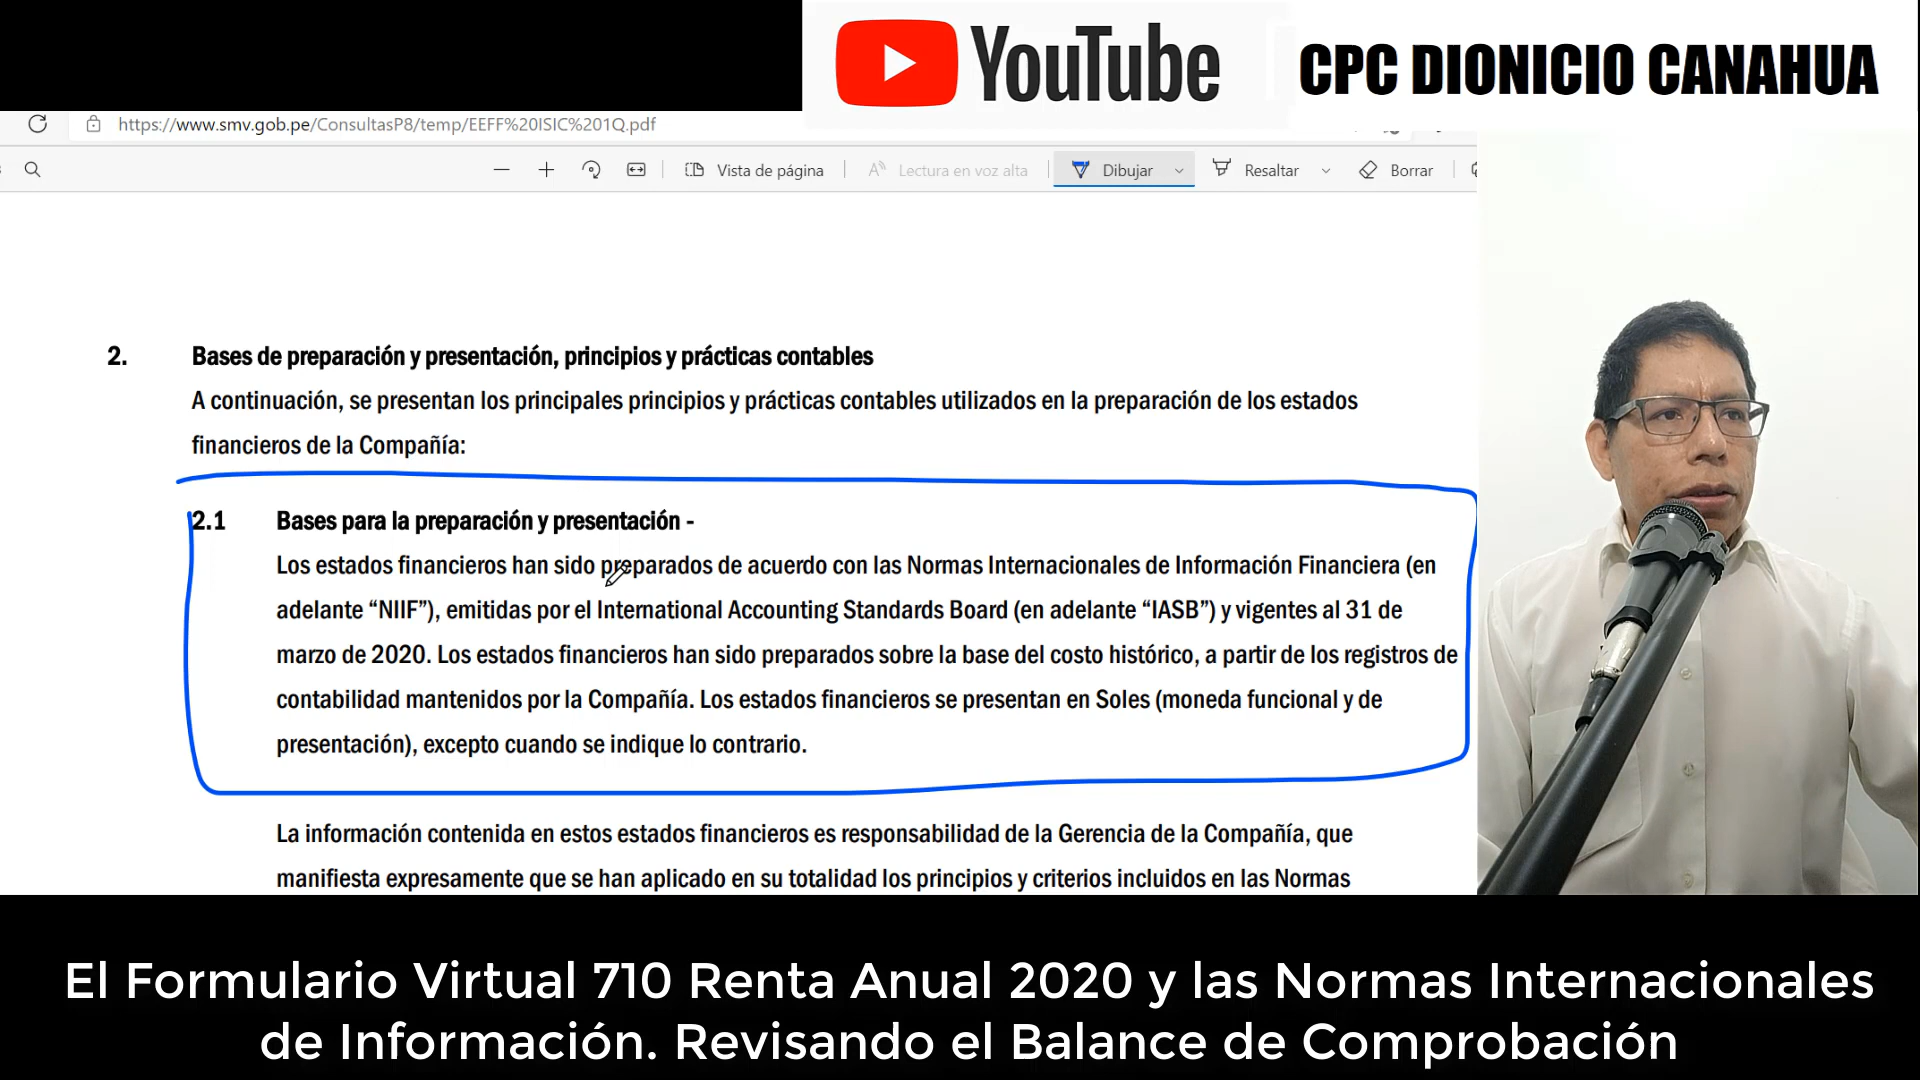 YouTube CPC DIONICIO CANAHUA
https://www.smv.gob.pe/ConsultasP8/temp/EEFF%20ISIC%201Q.pdf
Vista de página Lectura en voz alta Dibujar Resaltar Borrar
2. Bases de preparación y presentación, principios y prácticas contables
A continuación, se presentan los principales principios y prácticas contables utilizados en la preparación de los estados
financieros de la Compañía:
2.1 Bases para la preparación y presentación -
Los estados financieros han sido preparados de acuerdo con las Normas Internacionales de Información Financiera (en
adelante “NIIF”), emitidas por el International Accounting Standards Board (en adelante “IASB”) y vigentes al 31 de
marzo de 2020. Los estados financieros han sido preparados sobre la base del costo histórico, a partir de los registros de
contabilidad mantenidos por la Compañía. Los estados financieros se presentan en Soles (moneda funcional y de
presentación), excepto cuando se indique lo contrario.
La información contenida en estos estados financieros es responsabilidad de la Gerencia de la Compañía, que
manifiesta expresamente que se han aplicado en su totalidad los principios y criterios incluidos en las Normas
El Formulario Virtual 710 Renta Anual 2020 y las Normas Internacionales
de Información. Revisando el Balance de Comprobación